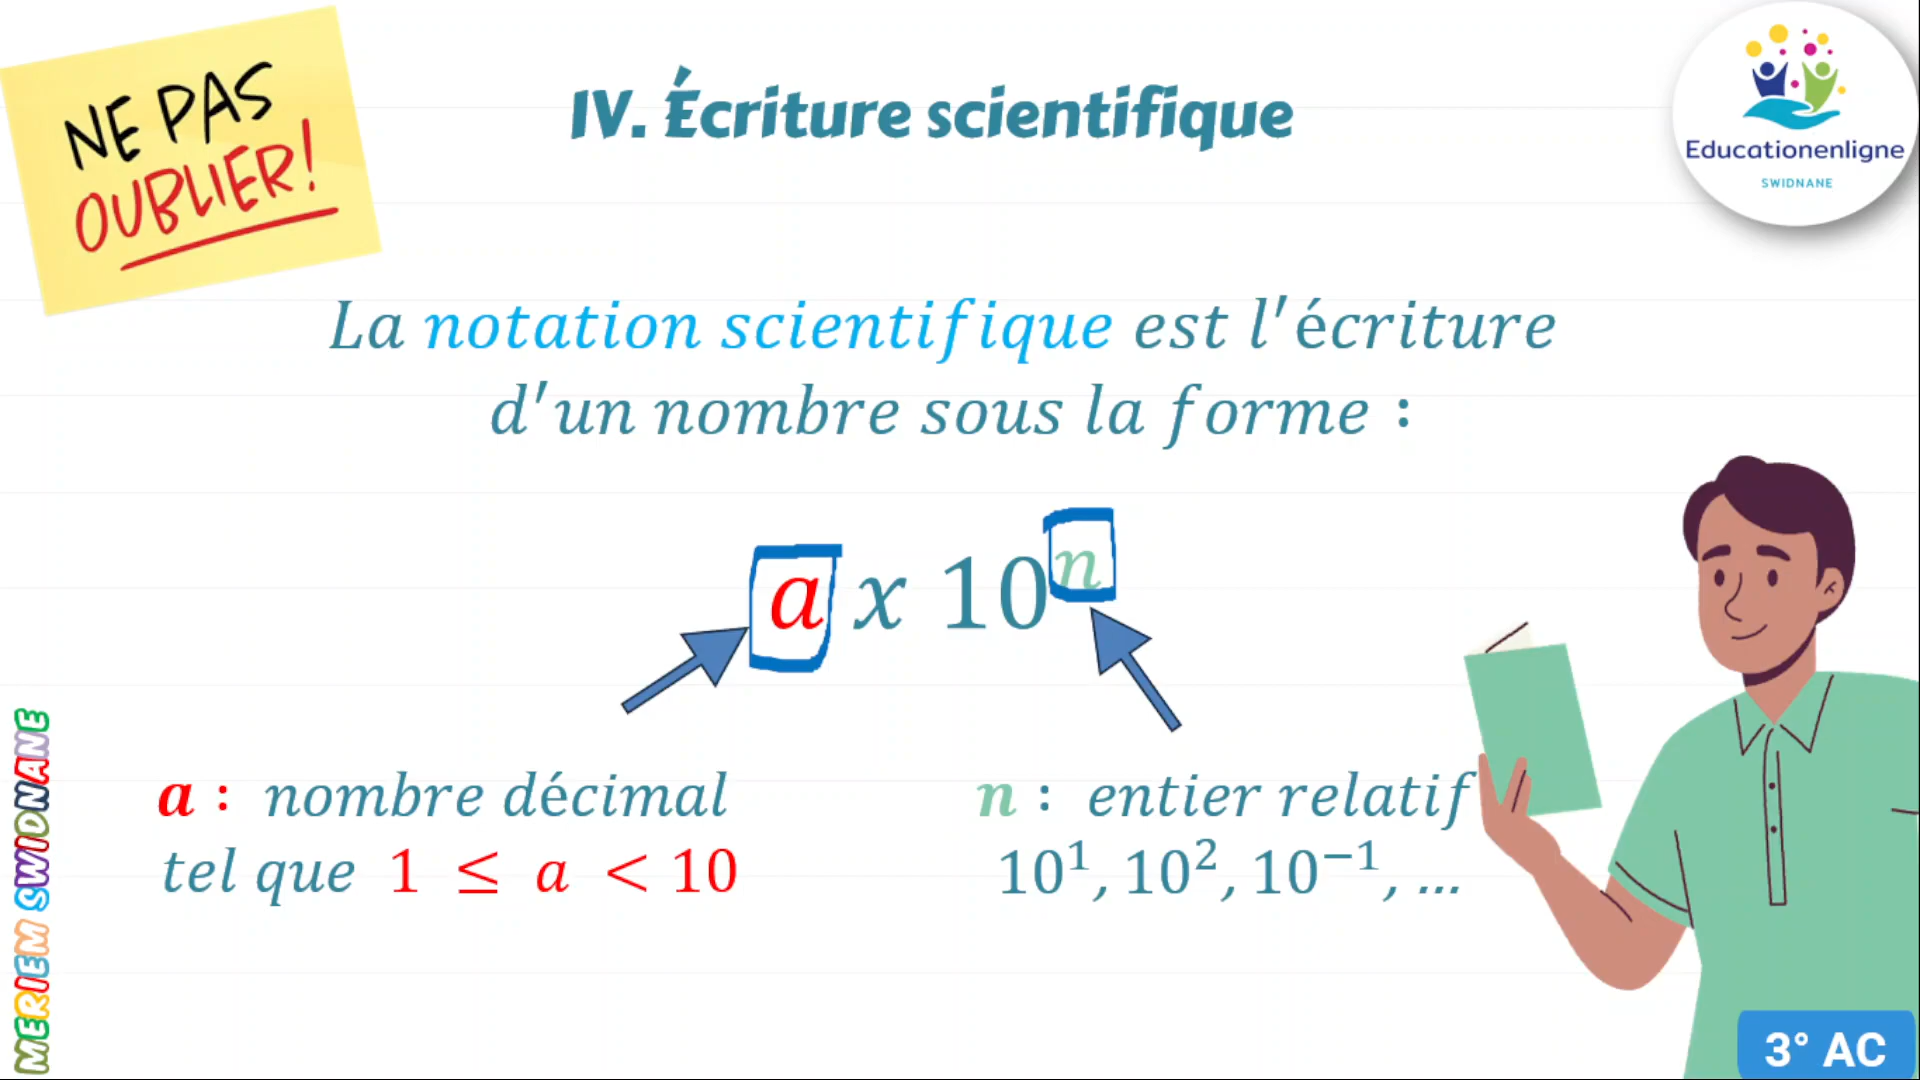 NE PAS
OUBLIER!
IV. Écriture scientifique
Educationenligne
SWIDNANE
La notation scientifique est l'écriture
d'un nombre sous la forme :
a x 10ⁿ
a : nombre décimal
tel que 1 ≤ a < 10
n : entier relatif
10¹, 10², 10⁻¹, ...
MERIEM SWIDNANE
3° AC